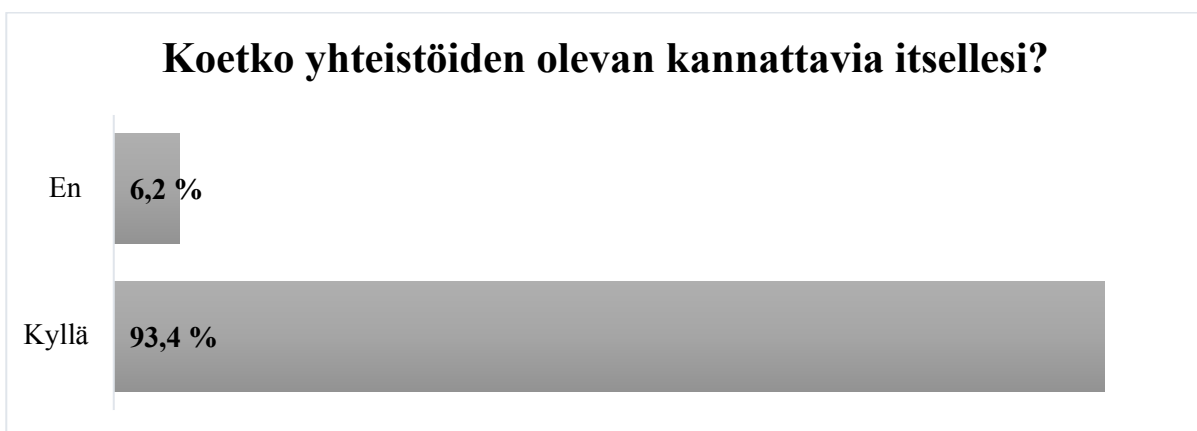 Koetko yhteistöiden olevan kannattavia itsellesi?
En 6,2 %
Kyllä 93,4 %